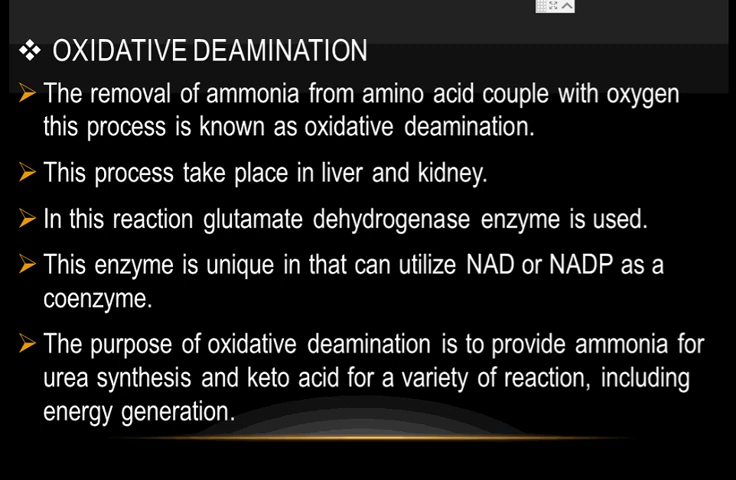 ❖ OXIDATIVE DEAMINATION
➢ The removal of ammonia from amino acid couple with oxygen
this process is known as oxidative deamination.
➢ This process take place in liver and kidney.
➢ In this reaction glutamate dehydrogenase enzyme is used.
➢ This enzyme is unique in that can utilize NAD or NADP as a
coenzyme.
➢ The purpose of oxidative deamination is to provide ammonia for
urea synthesis and keto acid for a variety of reaction, including
energy generation.